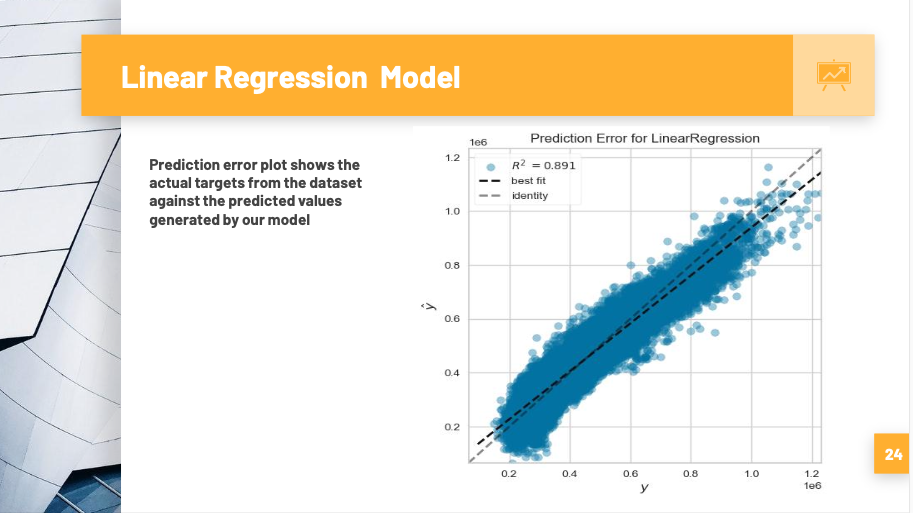 Linear Regression  Model
Prediction error plot shows the
actual targets from the dataset
against the predicted values
generated by our model
Prediction Error for LinearRegression
1e6
R² = 0.891
best fit
identity
1.2
1.0
0.8
0.6
0.4
0.2
ŷ
0.2 0.4 0.6 0.8 1.0 1.2
1e6
y
24